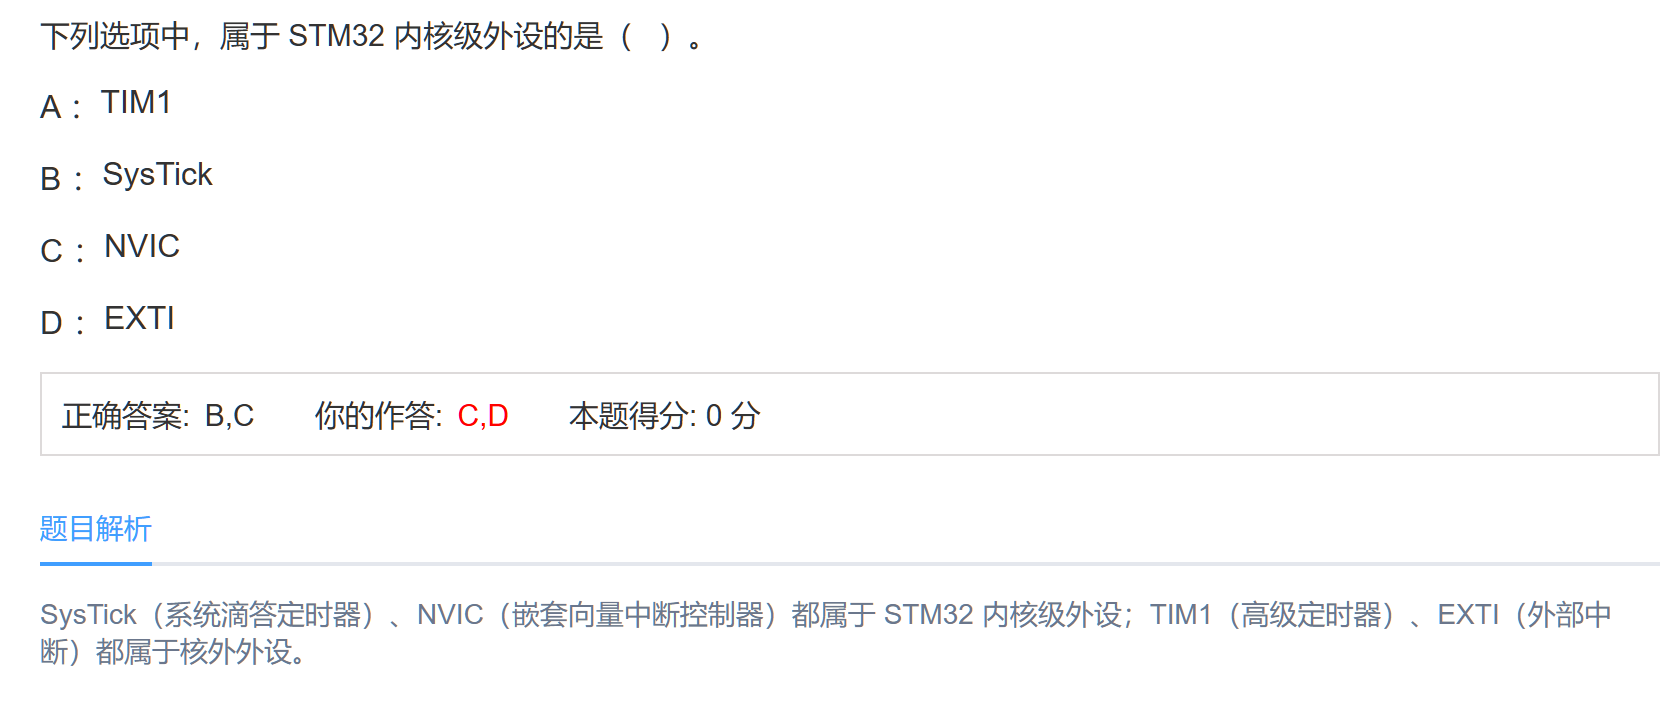 下列选项中，属于 STM32 内核级外设的是（ ）。
A： TIM1
B： SysTick
C： NVIC
D： EXTI
正确答案: B,C 你的作答: C,D 本题得分: 0 分
题目解析
SysTick（系统滴答定时器）、NVIC（嵌套向量中断控制器）都属于 STM32 内核级外设；TIM1（高级定时器）、EXTI（外部中
断）都属于核外外设。